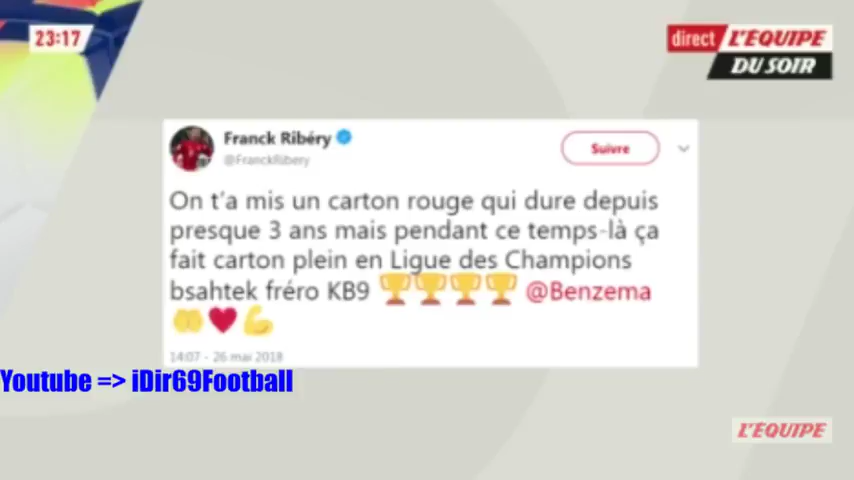 23:17
direct L'ÉQUIPE
DU SOIR
Franck Ribéry
@FranckRibery
Suivre
On t'a mis un carton rouge qui dure depuis
presque 3 ans mais pendant ce temps-là ça
fait carton plein en Ligue des Champions
bsahtek fréro KB9 🏆🏆🏆🏆 @Benzema
🤲❤️💪
14:07 - 26 mai 2018
Youtube => iDir69Football
L'ÉQUIPE